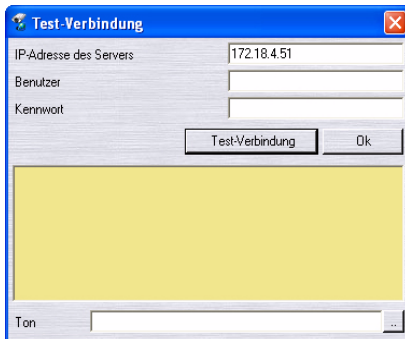 Test-Verbindung
IP-Adresse des Servers 172.18.4.51
Benutzer
Kennwort
Test-Verbindung Ok
Ton ..